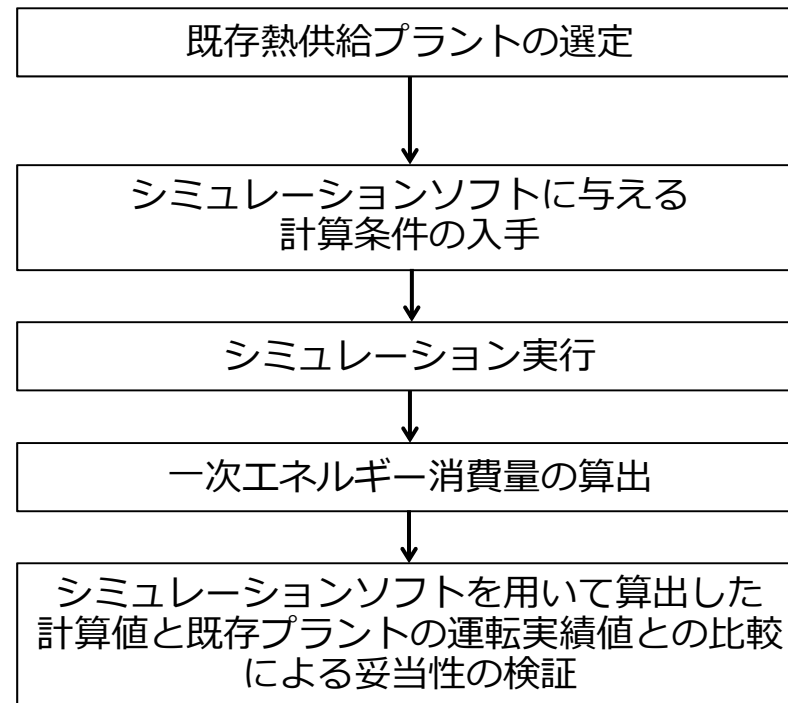 既存熱供給プラントの選定
シミュレーションソフトに与える
計算条件の入手
シミュレーション実行
一次エネルギー消費量の算出
シミュレーションソフトを用いて算出した
計算値と既存プラントの運転実績値との比較
による妥当性の検証